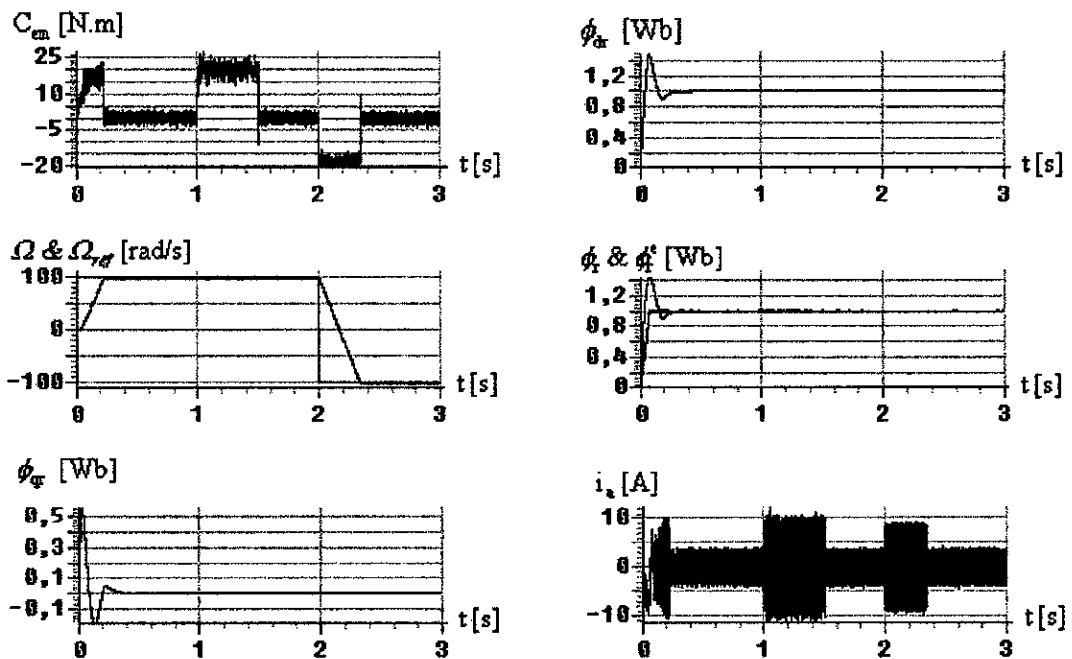 C_em [N.m]
25
10
-5
-20
0 1 2 3
t[s]
ϕ_dr [Wb]
1,2
0,8
0,4
0
0 1 2 3
t[s]
Ω & Ω_ref [rad/s]
100
0
-100
0 1 2 3
t[s]
ϕ_r & [Wb]
1,2
0,8
0,4
0
0 1 2 3
t[s]
ϕ_qr [Wb]
0,5
0,3
0,1
-0,1
0 1 2 3
t[s]
i_a [A]
10
0
-10
0 1 2 3
t[s]